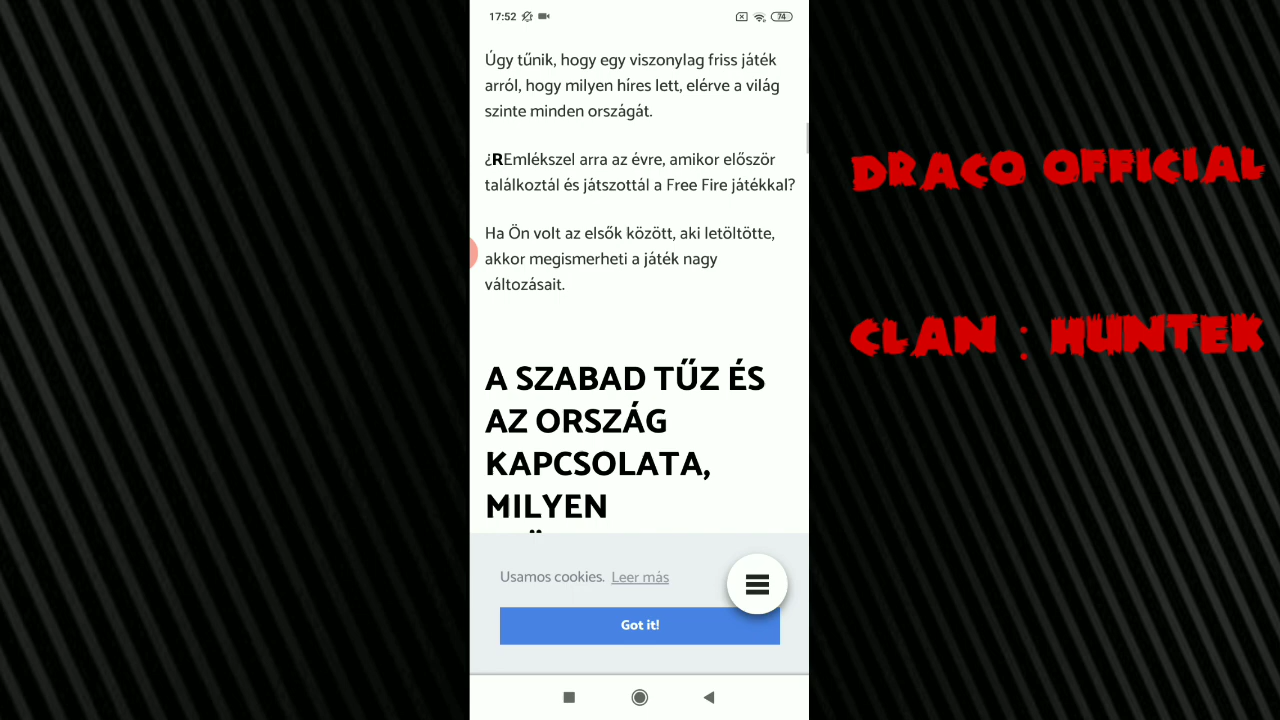 17:52
74
Úgy tűnik, hogy egy viszonylag friss játék
arról, hogy milyen híres lett, elérve a világ
szinte minden országát.
¿REmlékszel arra az évre, amikor először
találkoztál és játszottál a Free Fire játékkal?
Ha Ön volt az elsők között, aki letöltötte,
akkor megismerheti a játék nagy
változásait.
A SZABAD TŰZ ÉS
AZ ORSZÁG
KAPCSOLATA,
MILYEN
Usamos cookies. Leer más
Got it!
DRACO OFFICIAL
CLAN : HUNTEK